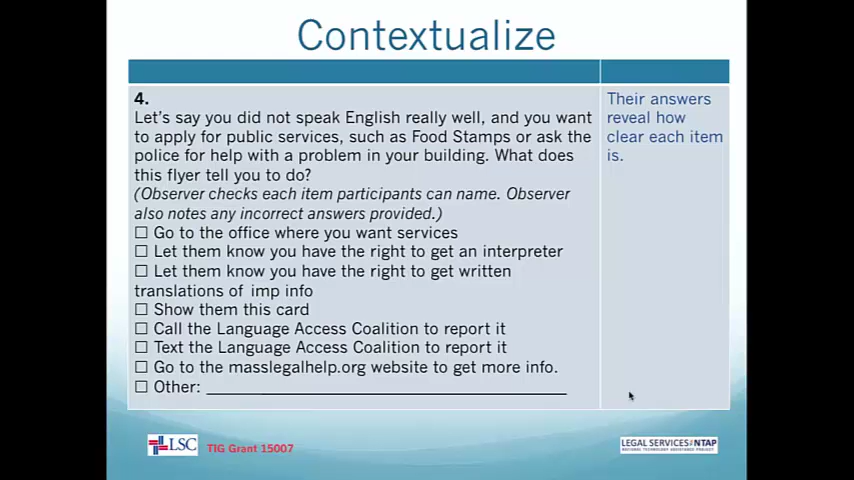 Contextualize
4.
Let's say you did not speak English really well, and you want
to apply for public services, such as Food Stamps or ask the
police for help with a problem in your building. What does
this flyer tell you to do?
(Observer checks each item participants can name. Observer
also notes any incorrect answers provided.)
☐ Go to the office where you want services
☐ Let them know you have the right to get an interpreter
☐ Let them know you have the right to get written
translations of imp info
☐ Show them this card
☐ Call the Language Access Coalition to report it
☐ Text the Language Access Coalition to report it
☐ Go to the masslegalhelp.org website to get more info.
☐ Other: ____________________
Their answers
reveal how
clear each item
is.
LSC
TIG Grant 15007
LEGAL SERVICES NTAP
NATIONAL TECHNOLOGY ASSISTANCE PROJECT